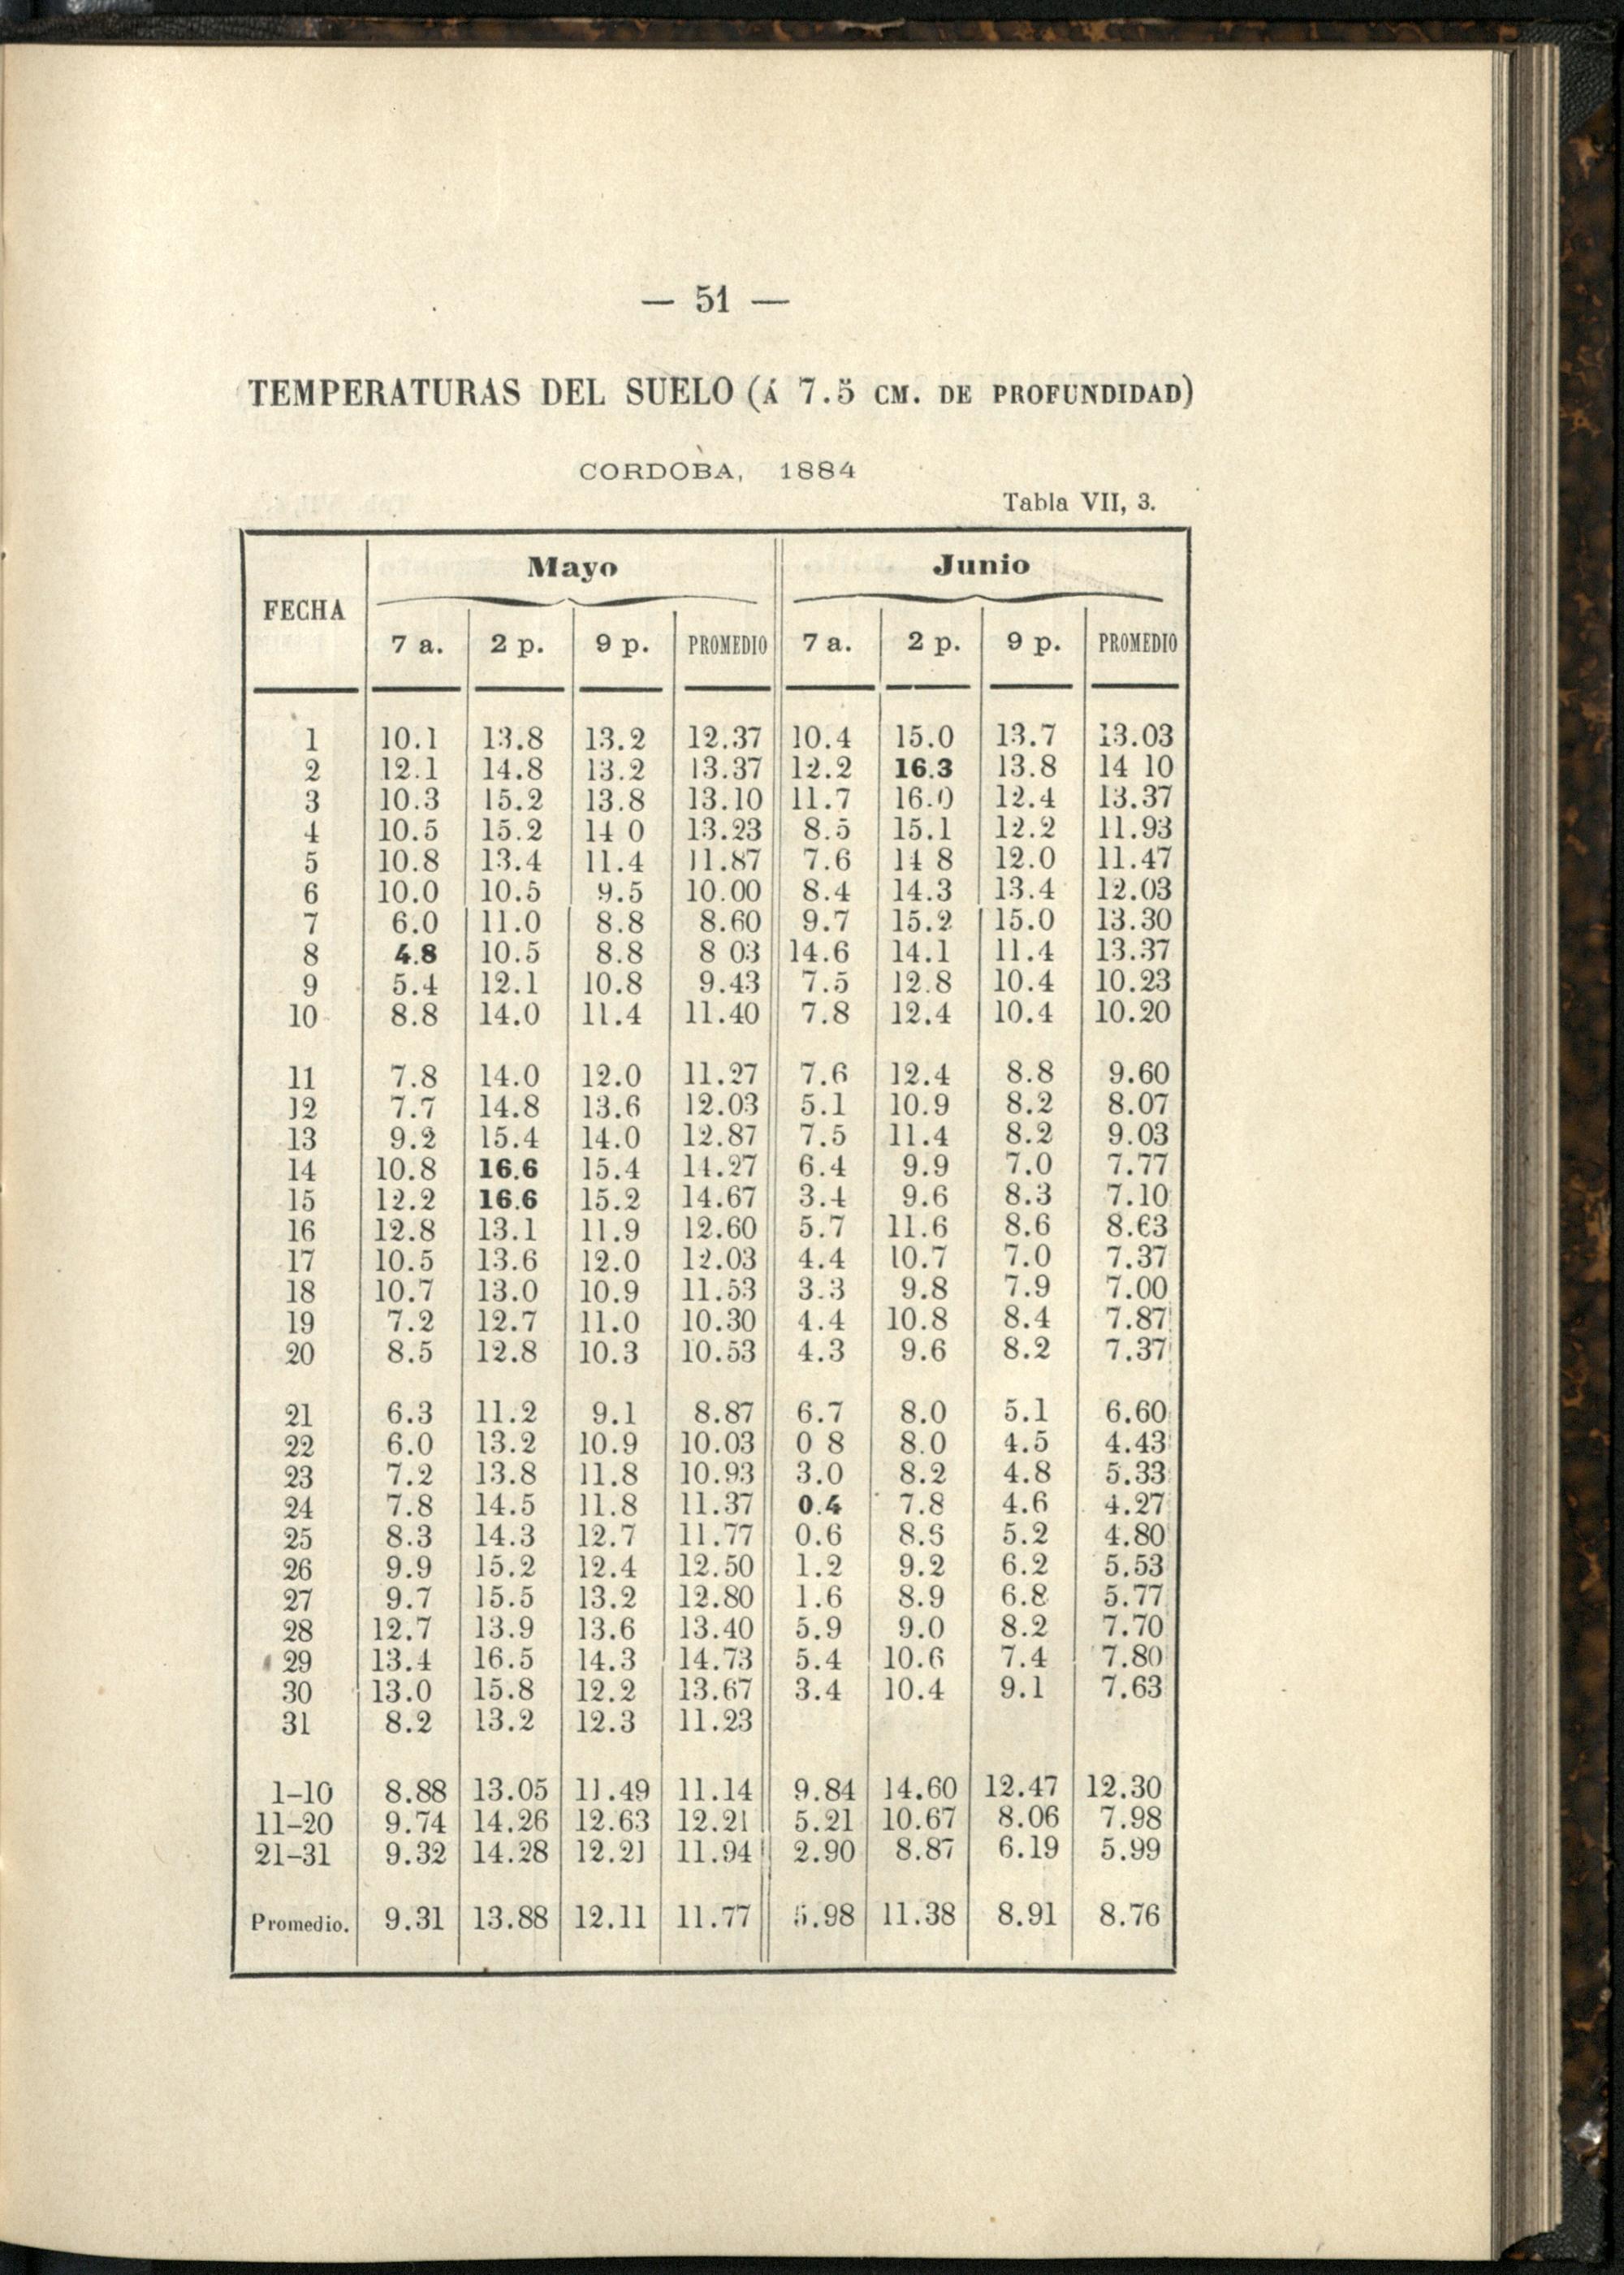 — 51 —
TEMPERATURAS DEL SUELO (Á 7.5 CM. DE PROFUNDIDAD)
CORDOBA, 1884
Tabla VII, 3.
FECHA Mayo Junio
7 a. 2 p. 9 p. PROMEDIO 7 a. 2 p. 9 p. PROMEDIO
1 10.1 13.8 13.2 12.37 10.4 15.0 13.7 13.03
2 12.1 14.8 13.2 13.37 12.2 16.3 13.8 14 10
3 10.3 15.2 13.8 13.10 11.7 16.0 12.4 13.37
4 10.5 15.2 14 0 13.23 8.5 15.1 12.2 11.93
5 10.8 13.4 11.4 11.87 7.6 14 8 12.0 11.47
6 10.0 10.5 9.5 10.00 8.4 14.3 13.4 12.03
7 6.0 11.0 8.8 8.60 9.7 15.2 15.0 13.30
8 4.8 10.5 8.8 8 03 14.6 14.1 11.4 13.37
9 5.4 12.1 10.8 9.43 7.5 12.8 10.4 10.23
10 8.8 14.0 11.4 11.40 7.8 12.4 10.4 10.20
11 7.8 14.0 12.0 11.27 7.6 12.4 8.8 9.60
12 7.7 14.8 13.6 12.03 5.1 10.9 8.2 8.07
13 9.2 15.4 14.0 12.87 7.5 11.4 8.2 9.03
14 10.8 16.6 15.4 14.27 6.4 9.9 7.0 7.77
15 12.2 16.6 15.2 14.67 3.4 9.6 8.3 7.10
16 12.8 13.1 11.9 12.60 5.7 11.6 8.6 8.63
17 10.5 13.6 12.0 12.03 4.4 10.7 7.0 7.37
18 10.7 13.0 10.9 11.53 3.3 9.8 7.9 7.00
19 7.2 12.7 11.0 10.30 4.4 10.8 8.4 7.87
20 8.5 12.8 10.3 10.53 4.3 9.6 8.2 7.37
21 6.3 11.2 9.1 8.87 6.7 8.0 5.1 6.60
22 6.0 13.2 10.9 10.03 0 8 8.0 4.5 4.43
23 7.2 13.8 11.8 10.93 3.0 8.2 4.8 5.33
24 7.8 14.5 11.8 11.37 0.4 7.8 4.6 4.27
25 8.3 14.3 12.7 11.77 0.6 8.6 5.2 4.80
26 9.9 15.2 12.4 12.50 1.2 9.2 6.2 5.53
27 9.7 15.5 13.2 12.80 1.6 8.9 6.8 5.77
28 12.7 13.9 13.6 13.40 5.9 9.0 8.2 7.70
29 13.4 16.5 14.3 14.73 5.4 10.6 7.4 7.80
30 13.0 15.8 12.2 13.67 3.4 10.4 9.1 7.63
31 8.2 13.2 12.3 11.23
1-10 8.88 13.05 11.49 11.14 9.84 14.60 12.47 12.30
11-20 9.74 14.26 12.63 12.21 5.21 10.67 8.06 7.98
21-31 9.32 14.28 12.21 11.94 2.90 8.87 6.19 5.99
Promedio. 9.31 13.88 12.11 11.77 5.98 11.38 8.91 8.76